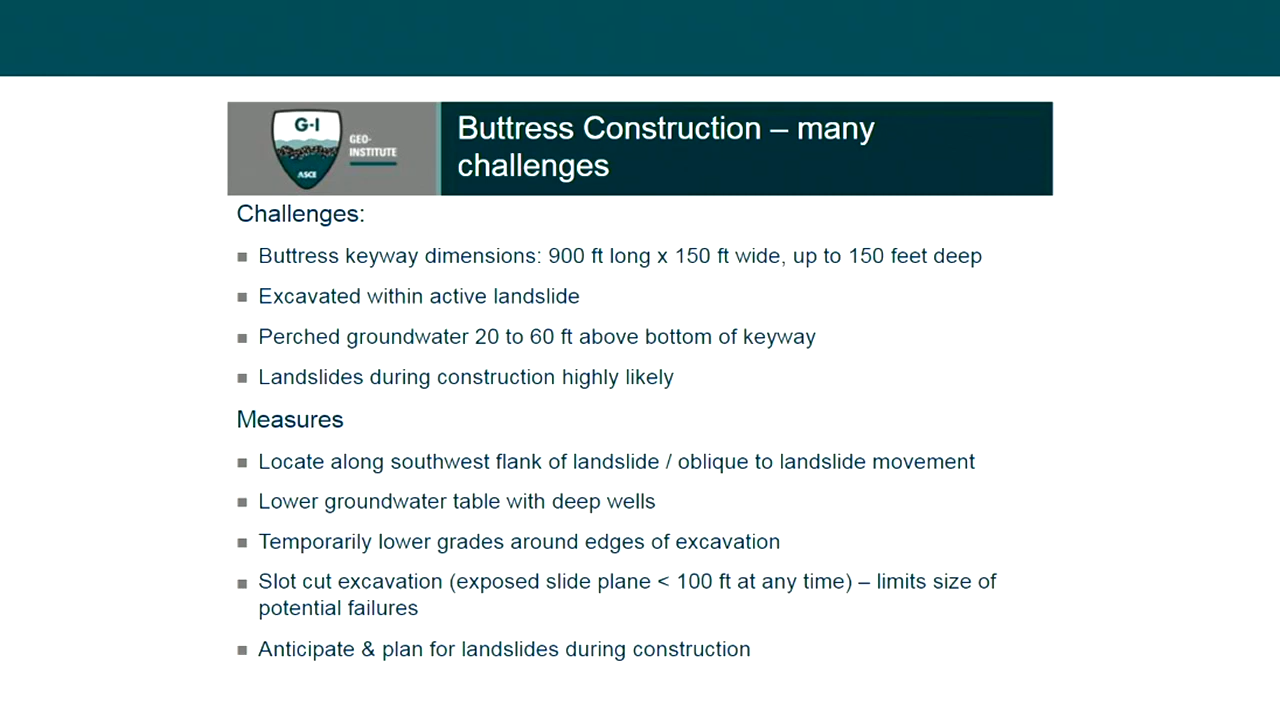 G-I
GEO-
INSTITUTE
ASCE
Buttress Construction – many
challenges
Challenges:
■ Buttress keyway dimensions: 900 ft long x 150 ft wide, up to 150 feet deep
■ Excavated within active landslide
■ Perched groundwater 20 to 60 ft above bottom of keyway
■ Landslides during construction highly likely
Measures
■ Locate along southwest flank of landslide / oblique to landslide movement
■ Lower groundwater table with deep wells
■ Temporarily lower grades around edges of excavation
■ Slot cut excavation (exposed slide plane < 100 ft at any time) – limits size of
potential failures
■ Anticipate & plan for landslides during construction